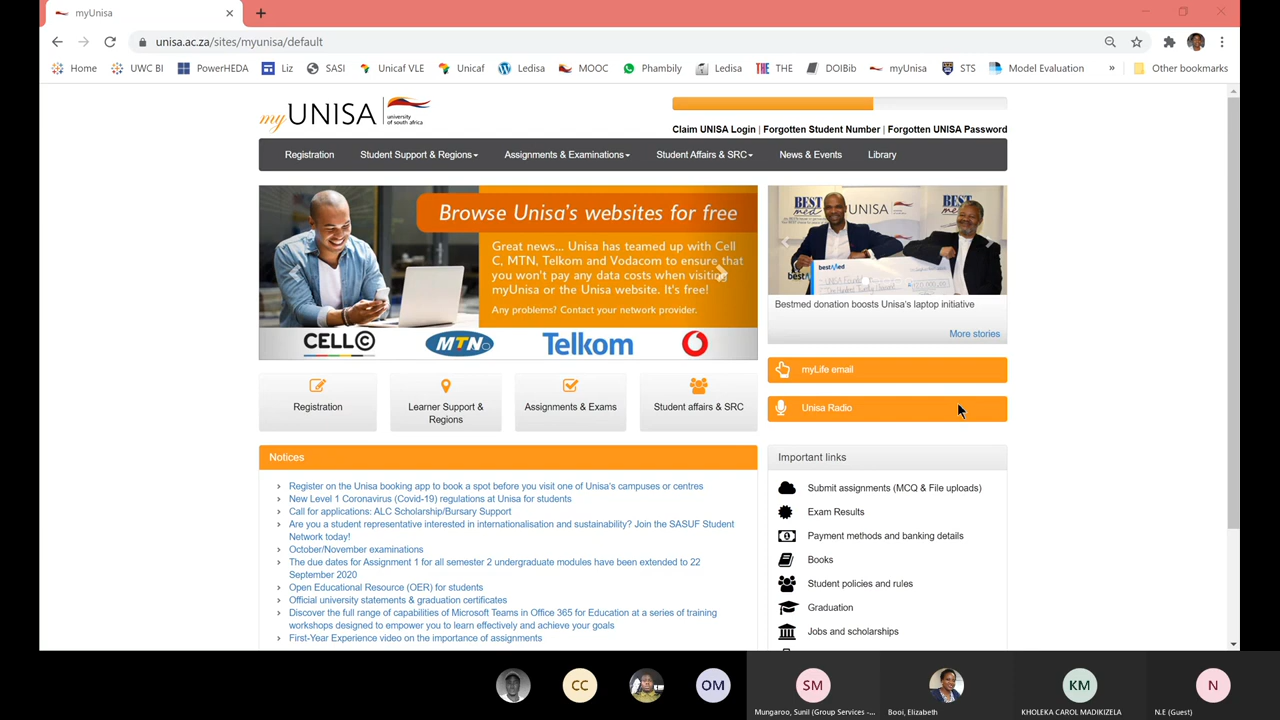 myUnisa
unisa.ac.za/sites/myunisa/default
Home UWC BI PowerHEDA Liz SASI Unicaf VLE Unicaf Ledisa MOOC Phambily Ledisa THE DOIBib myUnisa STS Model Evaluation » Other bookmarks
myUNISA university of south africa
Claim UNISA Login | Forgotten Student Number | Forgotten UNISA Password
Registration Student Support & Regions Assignments & Examinations Student Affairs & SRC News & Events Library
Browse Unisa's websites for free
Great news... Unisa has teamed up with Cell
C, MTN, Telkom and Vodacom to ensure that
you won't pay any data costs when visiting
myUnisa or the Unisa website. It's free!
Any problems? Contact your network provider.
CELL C MTN Telkom
BEST med UNISA BEST med
bestmed
Bestmed donation boosts Unisa's laptop initiative
More stories
myLife email
Unisa Radio
Registration
Learner Support &
Regions
Assignments & Exams
Student affairs & SRC
Notices
Register on the Unisa booking app to book a spot before you visit one of Unisa's campuses or centres
New Level 1 Coronavirus (Covid-19) regulations at Unisa for students
Call for applications: ALC Scholarship/Bursary Support
Are you a student representative interested in internationalisation and sustainability? Join the SASUF Student
Network today!
October/November examinations
The due dates for Assignment 1 for all semester 2 undergraduate modules have been extended to 22
September 2020
Open Educational Resource (OER) for students
Official university statements & graduation certificates
Discover the full range of capabilities of Microsoft Teams in Office 365 for Education at a series of training
workshops designed to empower you to learn effectively and achieve your goals
First-Year Experience video on the importance of assignments
Important links
Submit assignments (MCQ & File uploads)
Exam Results
Payment methods and banking details
Books
Student policies and rules
Graduation
Jobs and scholarships
CC OM SM KM N
Mungaroo, Sunil (Group Services -... Booi, Elizabeth KHOLEKA CAROL MADIKIZELA N.E (Guest)